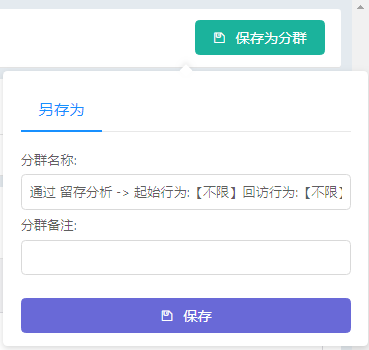 保存为分群
另存为
分群名称:
通过 留存分析 -> 起始行为:【不限】回访行为:【不限】
分群备注:
保存